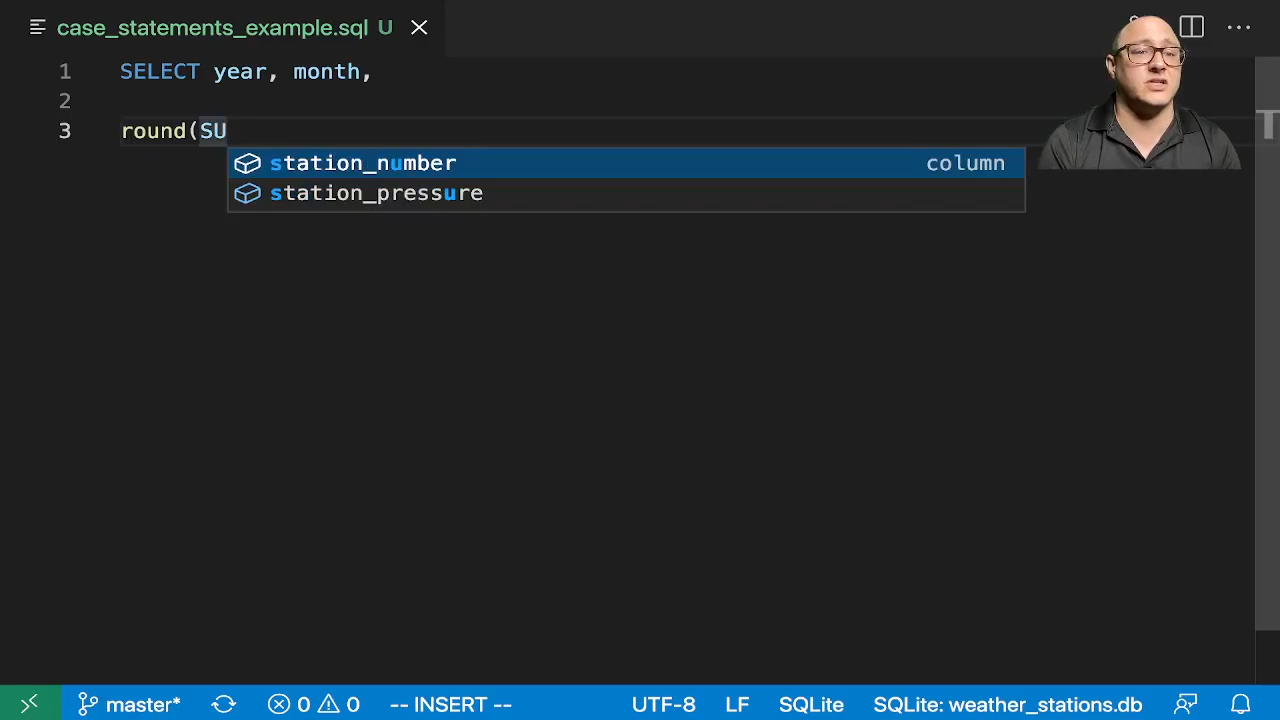 case_statements_example.sql U
1 SELECT year, month,
2
3 round(SU
station_number column
station_pressure
master* 0 0 -- INSERT -- UTF-8 LF SQLite SQLite: weather_stations.db